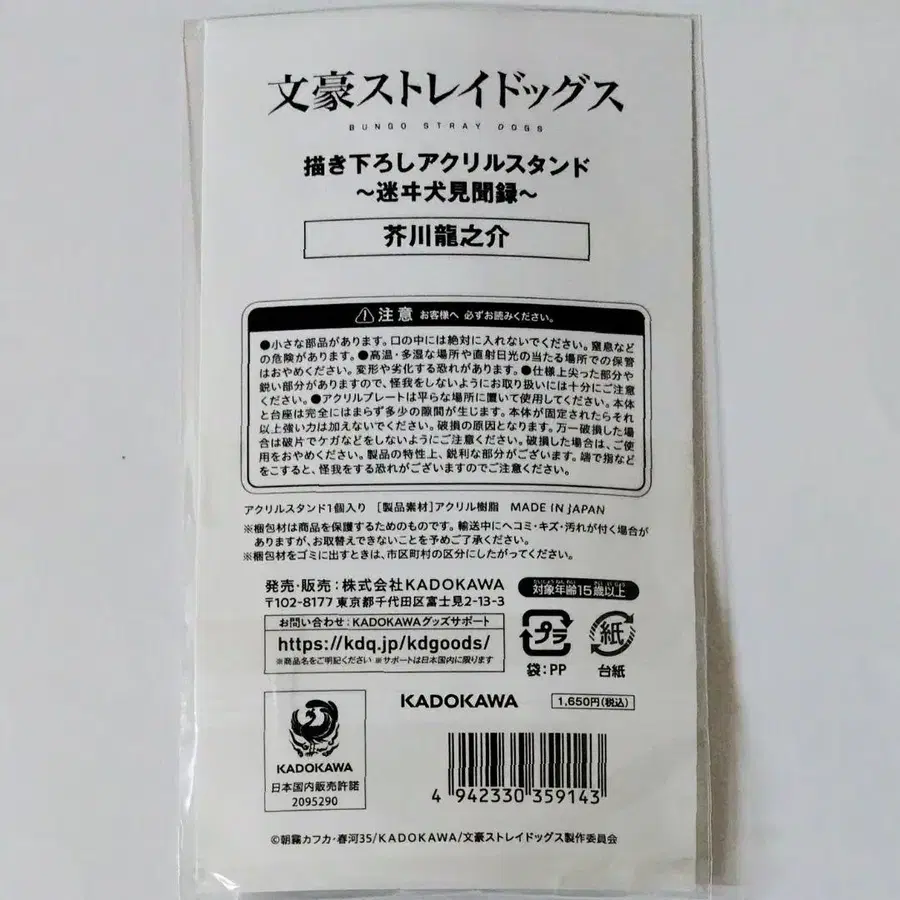 文豪ストレイドッグス
BUNGO STRAY DOGS
描き下ろしアクリルスタンド
～迷ヰ犬見聞録～
芥川龍之介
注意 お客様へ 必ずお読みください。
●小さな部品があります。口の中には絶対に入れないでください。窒息など
の危険があります。●高温・多湿な場所や直射日光の当たる場所での保管
はおやめください。変形や劣化する恐れがあります。●仕様上尖った部分や
鋭い部分がありますので、怪我をしないようにお取り扱いには十分にご注意
ください。●アクリルプレートは平らな場所に置いて使用してください。本体
と台座は完全にはまらず多少の隙間が生じます。本体が固定されたらそれ
以上強い力は加えないでください。破損の原因となります。万一破損した場
合は破片でケガなどをしないようにご注意ください。破損した場合は、ご使
用をおやめください。製品の特性上、鋭利な部分がございます。端で指など
をこすると、怪我をする恐れがございますのでご注意ください。
アクリルスタンド1個入り [製品素材]アクリル樹脂 MADE IN JAPAN
※梱包材は商品を保護するためのものです。輸送中にヘコミ・キズ・汚れが付く場合が
ありますが、お取替えできないことを予めご了承ください。
※梱包材をゴミに出すときは、市区町村の区分にしたがってください。
発売・販売：株式会社KADOKAWA
〒102-8177 東京都千代田区富士見2-13-3
たいしょうねんれい さいいじょう
対象年齢15歳以上
お問い合わせ：KADOKAWAグッズサポート
https://kdq.jp/kdgoods/
※商品名をご明記ください ※サポートは日本国内に限ります
プラ
袋：PP
紙
台紙
KADOKAWA
1,650円(税込)
KADOKAWA
日本国内販売許諾
2095290
4 942330 359143
©朝霧カフカ・春河35/KADOKAWA/文豪ストレイドッグス製作委員会